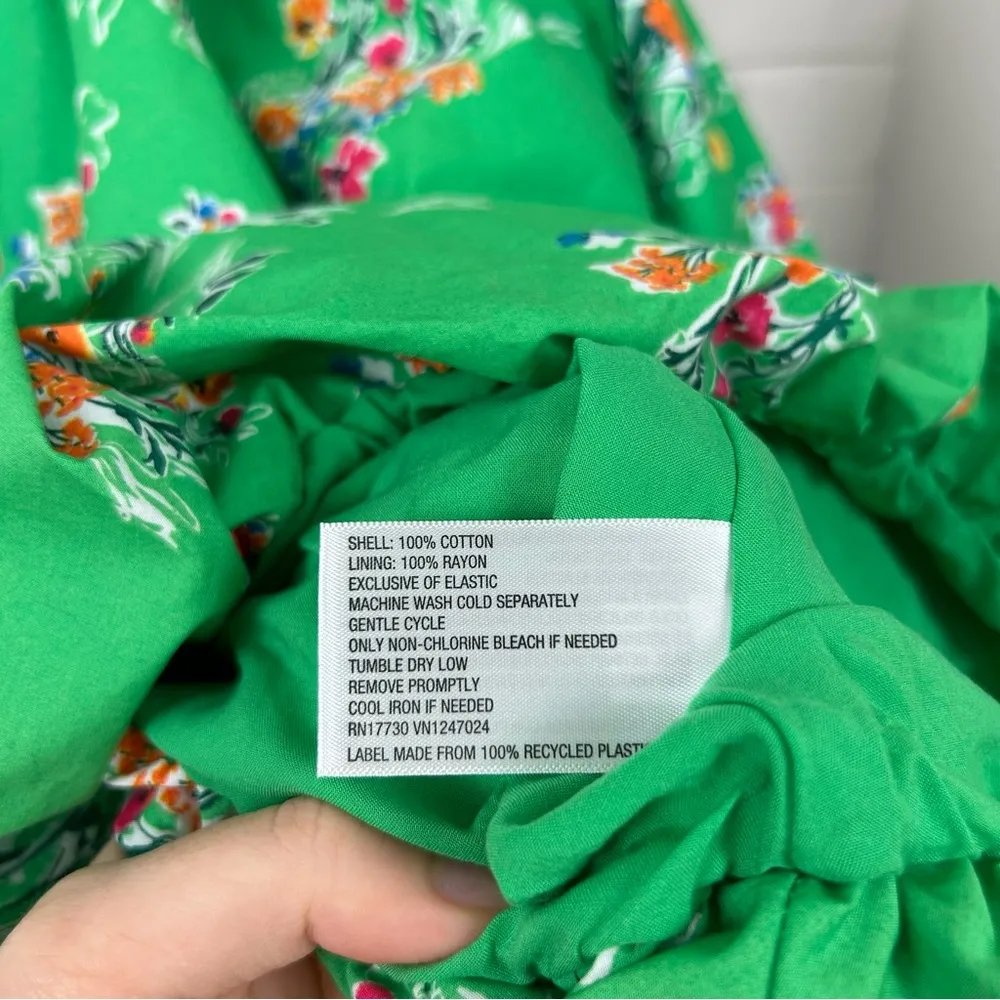 SHELL: 100% COTTON
LINING: 100% RAYON
EXCLUSIVE OF ELASTIC
MACHINE WASH COLD SEPARATELY
GENTLE CYCLE
ONLY NON-CHLORINE BLEACH IF NEEDED
TUMBLE DRY LOW
REMOVE PROMPTLY
COOL IRON IF NEEDED
RN17730 VN1247024
LABEL MADE FROM 100% RECYCLED PLASTI